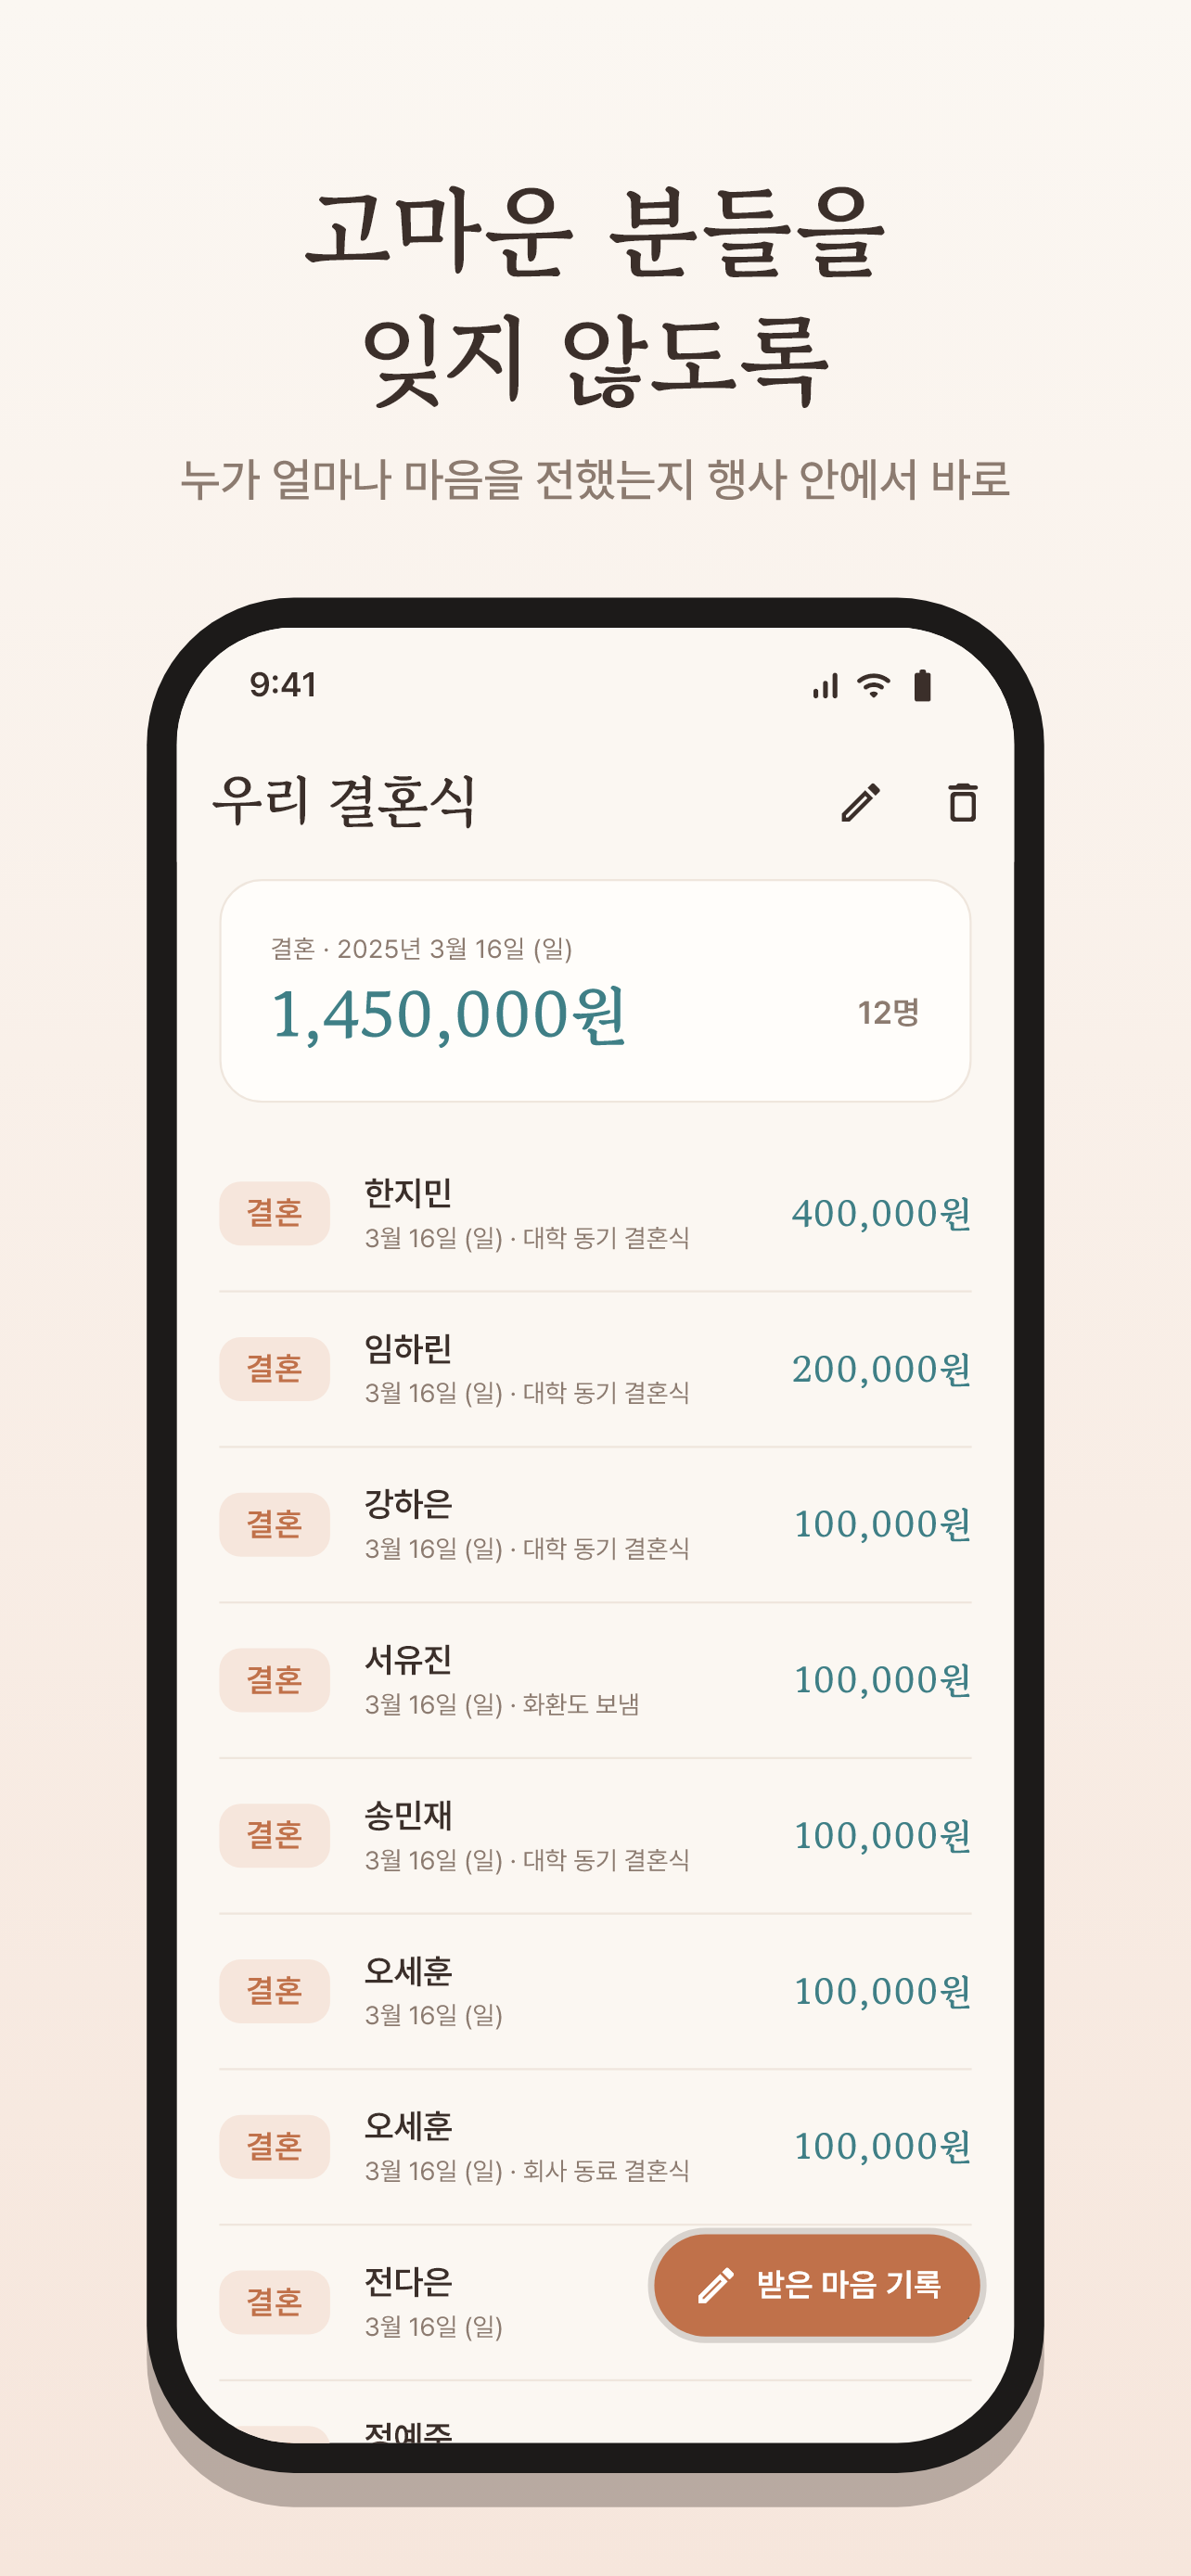 고마운 분들을
잊지 않도록
누가 얼마나 마음을 전했는지 행사 안에서 바로
9:41
우리 결혼식
결혼 · 2025년 3월 16일 (일)
1,450,000원
12명
결혼
한지민
3월 16일 (일) · 대학 동기 결혼식
400,000원
결혼
임하린
3월 16일 (일) · 대학 동기 결혼식
200,000원
결혼
강하은
3월 16일 (일) · 대학 동기 결혼식
100,000원
결혼
서유진
3월 16일 (일) · 화환도 보냄
100,000원
결혼
송민재
3월 16일 (일) · 대학 동기 결혼식
100,000원
결혼
오세훈
3월 16일 (일)
100,000원
결혼
오세훈
3월 16일 (일) · 회사 동료 결혼식
100,000원
결혼
전다은
3월 16일 (일)
받은 마음 기록